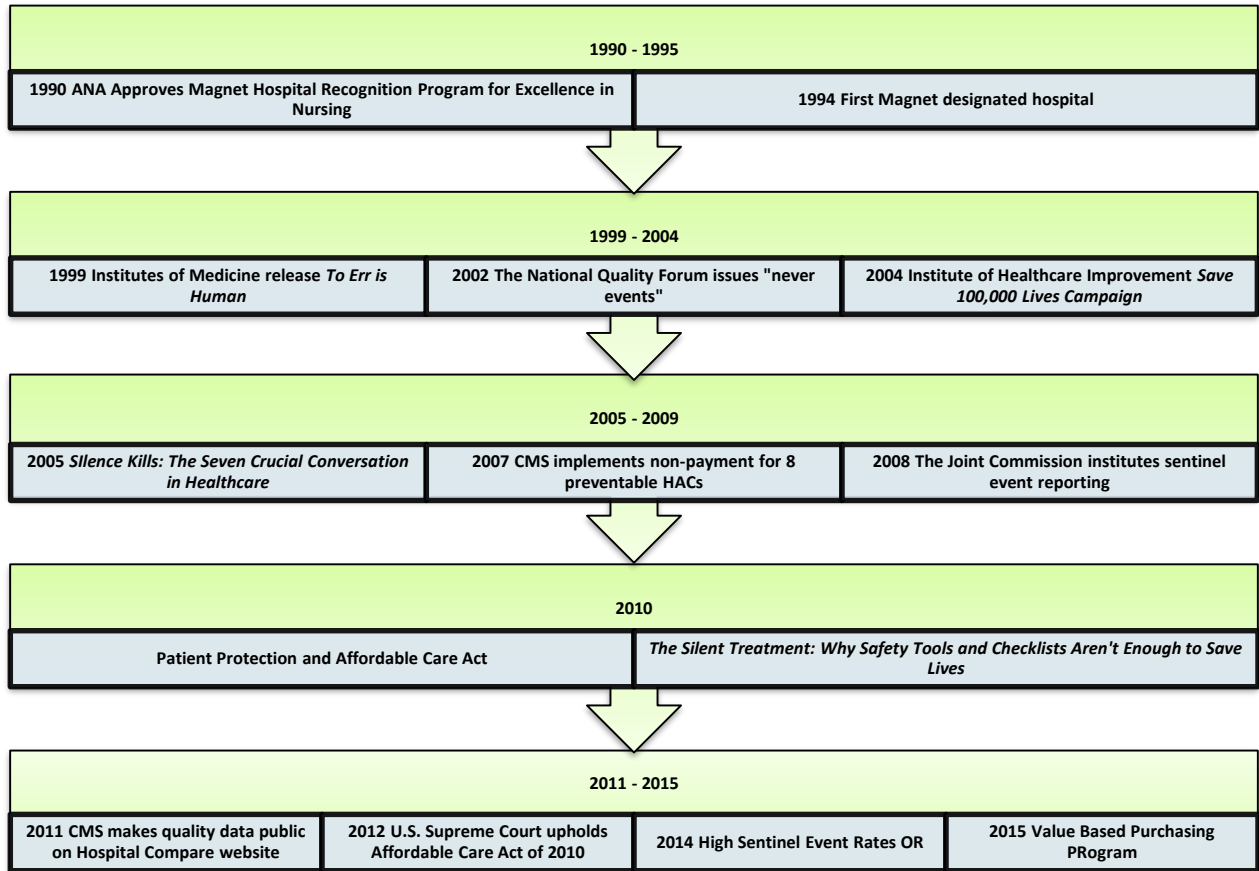 1990 - 1995
1990 ANA Approves Magnet Hospital Recognition Program for Excellence in
Nursing
1994 First Magnet designated hospital
1999 - 2004
1999 Institutes of Medicine release To Err is
Human
2002 The National Quality Forum issues "never
events"
2004 Institute of Healthcare Improvement Save
100,000 Lives Campaign
2005 - 2009
2005 SIlence Kills: The Seven Crucial Conversation
in Healthcare
2007 CMS implements non-payment for 8
preventable HACs
2008 The Joint Commission institutes sentinel
event reporting
2010
Patient Protection and Affordable Care Act
The Silent Treatment: Why Safety Tools and Checklists Aren't Enough to Save
Lives
2011 - 2015
2011 CMS makes quality data public
on Hospital Compare website
2012 U.S. Supreme Court upholds
Affordable Care Act of 2010
2014 High Sentinel Event Rates OR
2015 Value Based Purchasing
PRogram